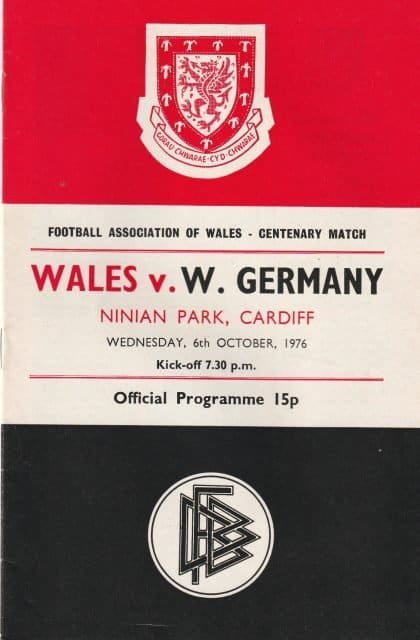 GORAU CHWARAE·CYD CHWARAE
FOOTBALL ASSOCIATION OF WALES - CENTENARY MATCH
WALES v. W. GERMANY
NINIAN PARK, CARDIFF
WEDNESDAY, 6th OCTOBER, 1976
Kick-off 7.30 p.m.
Official Programme 15p
DFB